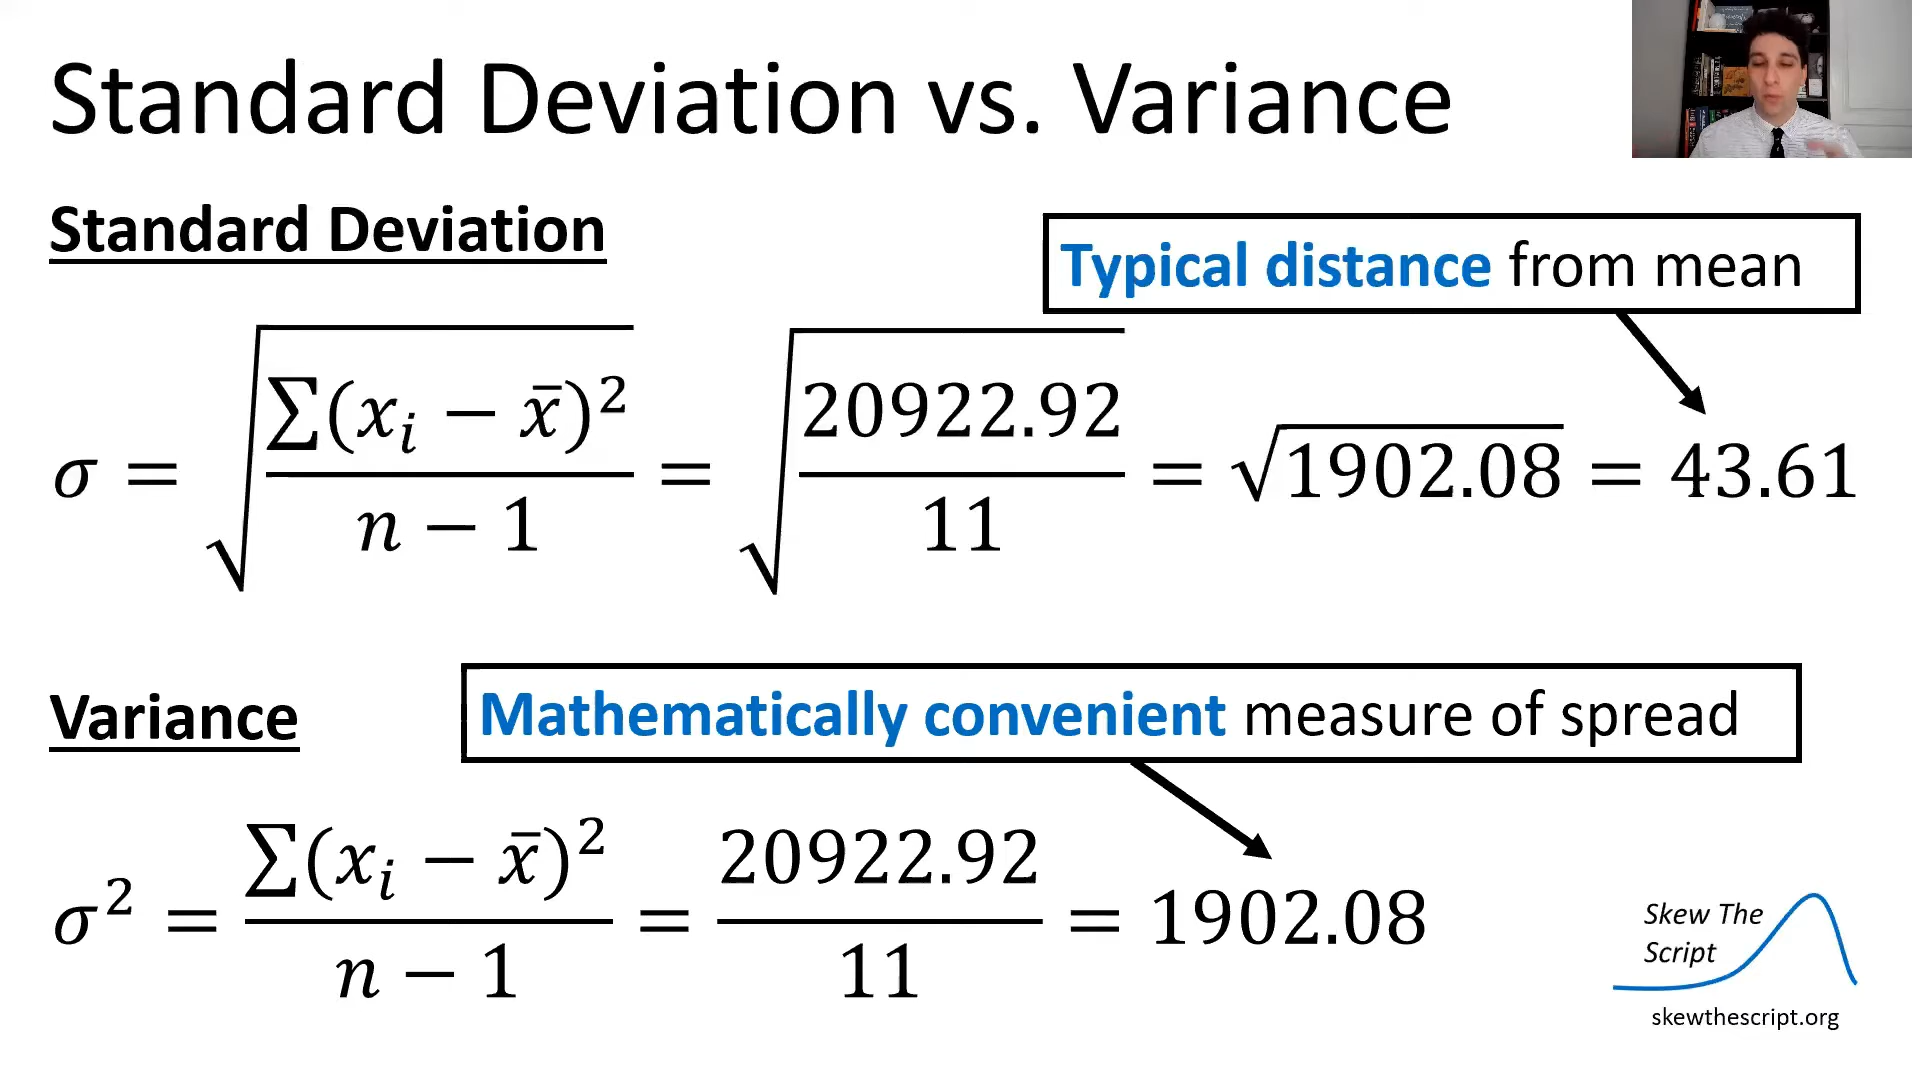 Standard Deviation vs. Variance
Standard Deviation
Typical distance from mean
σ = √(∑(xᵢ − x̄)² / (n − 1)) = √(20922.92 / 11) = √1902.08 = 43.61
Variance
Mathematically convenient measure of spread
σ² = ∑(xᵢ − x̄)² / (n − 1) = 20922.92 / 11 = 1902.08
Skew The
Script
skewthescript.org